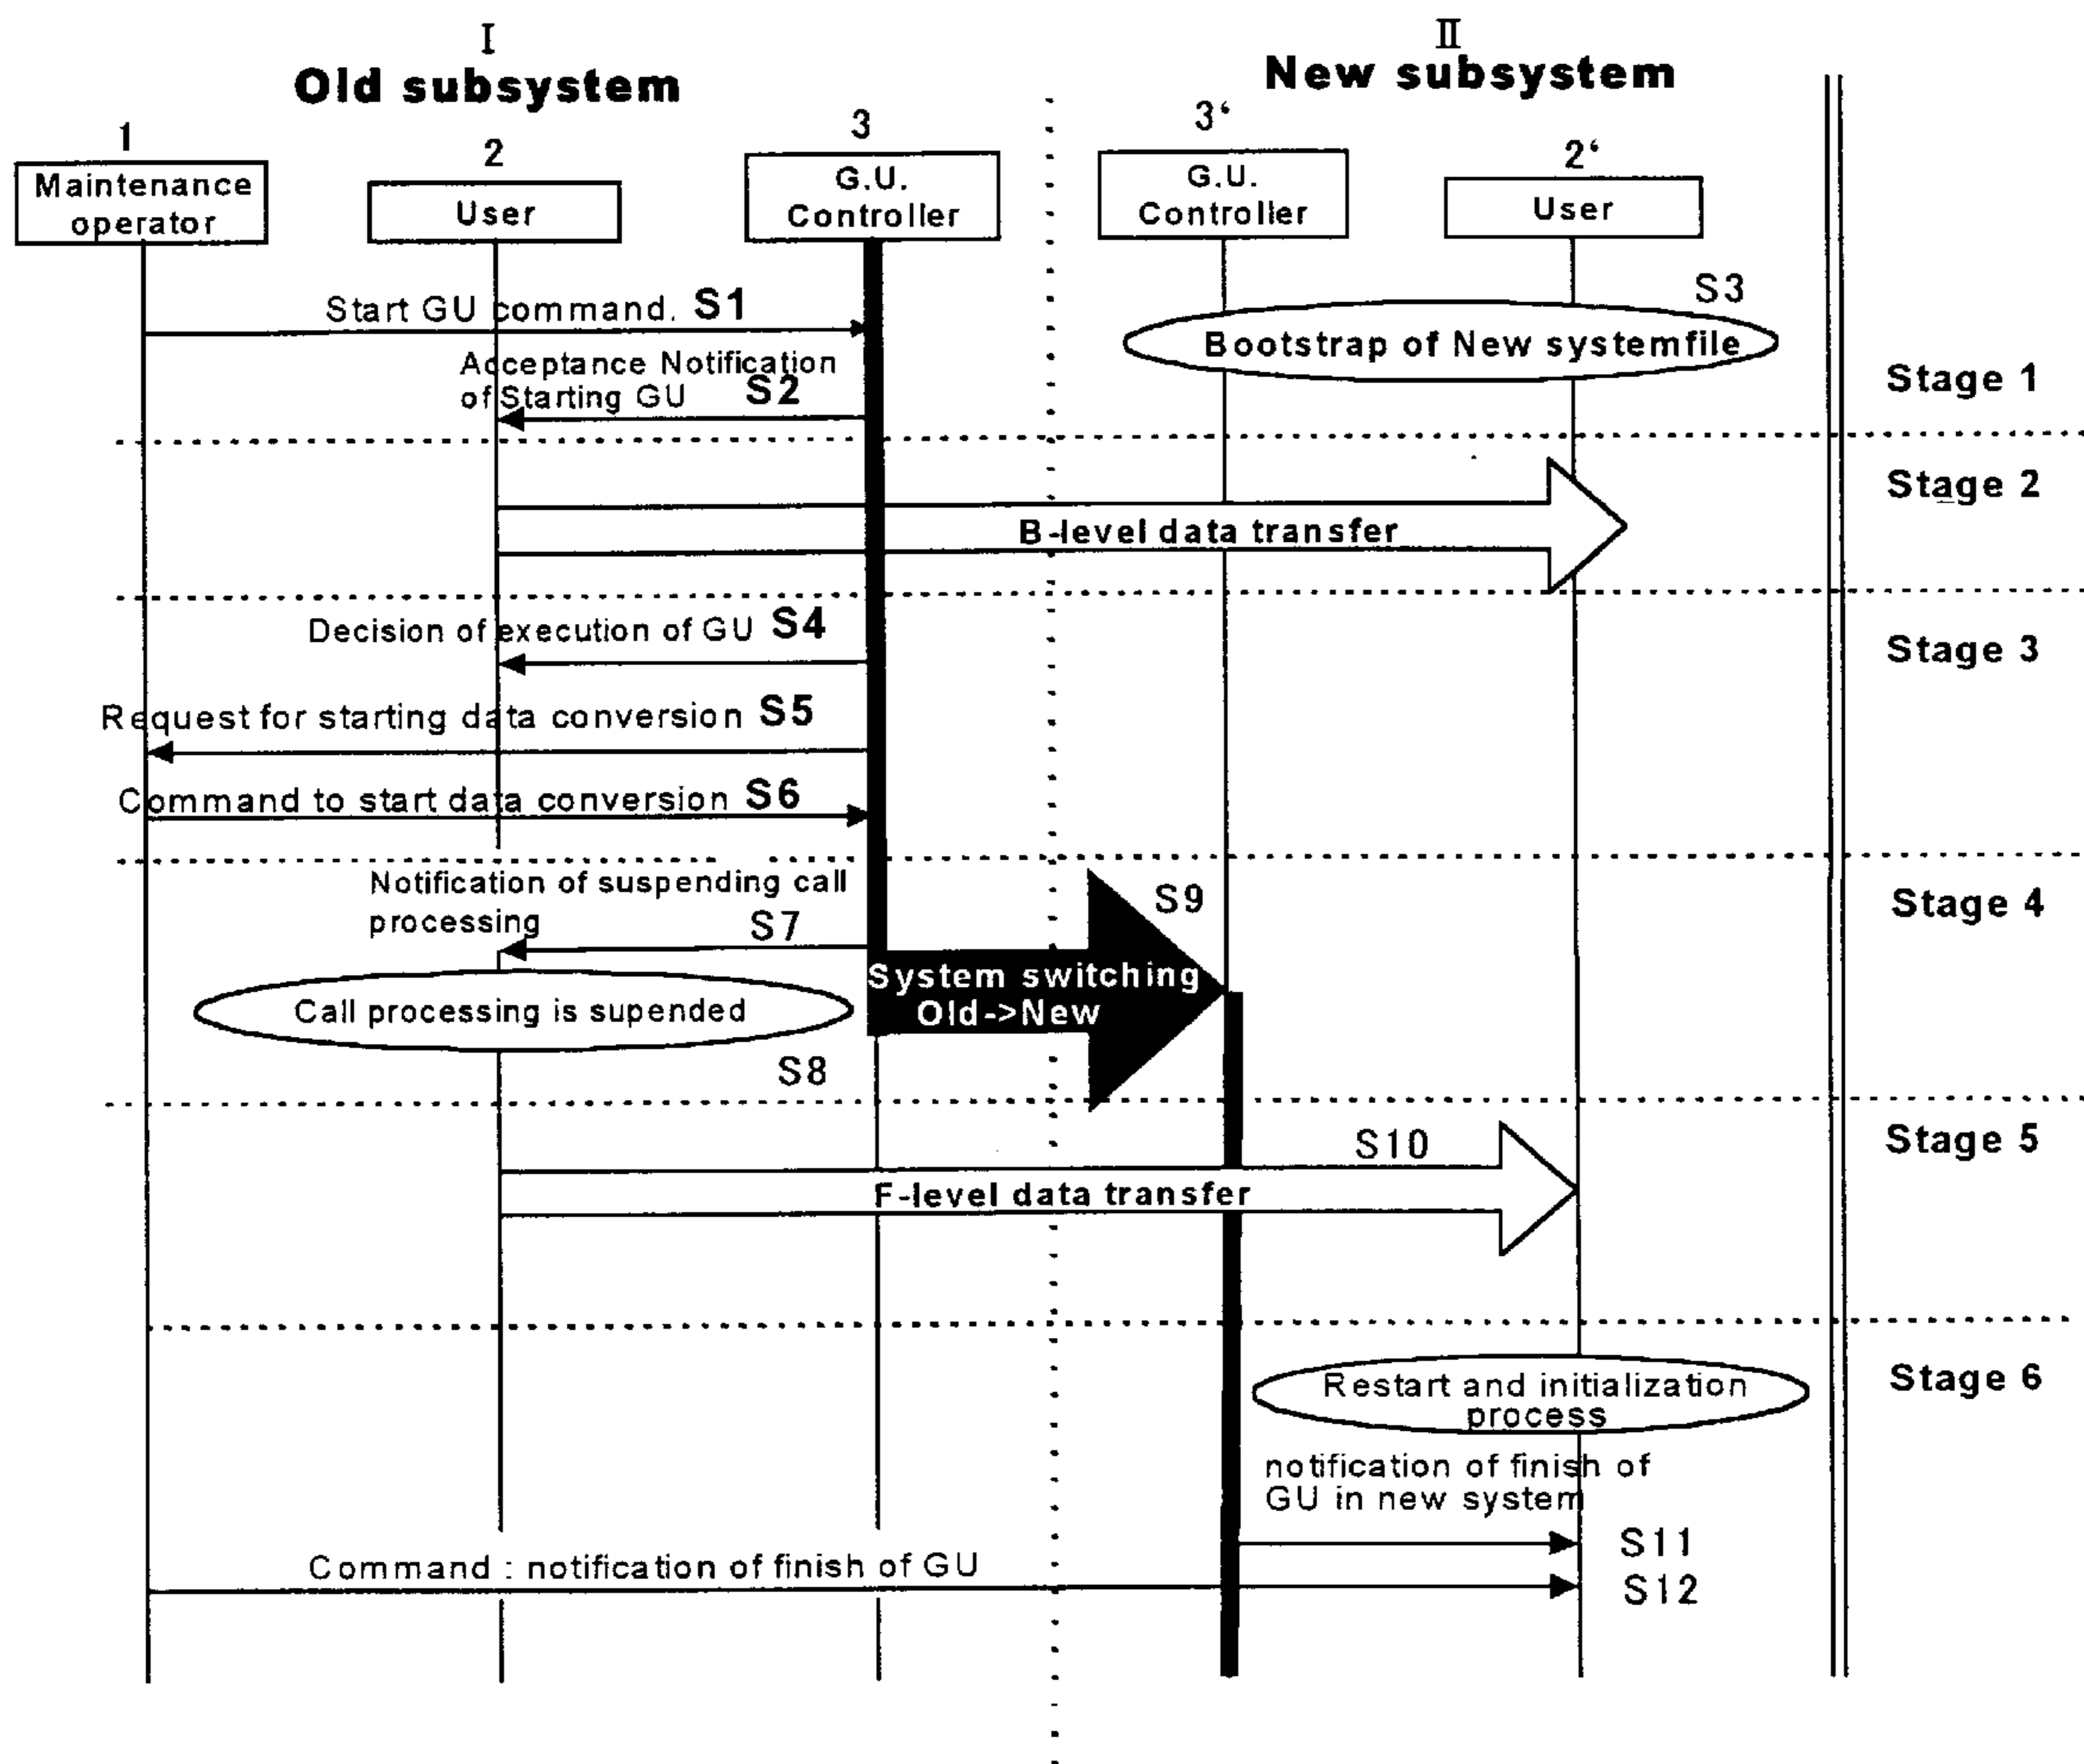 I
Old subsystem
II
New subsystem
1
2
3
3‘
2‘
Maintenance
operator
User
G.U.
Controller
G.U.
Controller
User
Start GU command. S1
S3
Bootstrap of New systemfile
Acceptance Notification
of Starting GU S2
Stage 1
Stage 2
B-level data transfer
Decision of execution of GU S4
Stage 3
Request for starting data conversion S5
Command to start data conversion S6
Notification of suspending call
processing
S7
S9
Stage 4
System switching
Old->New
Call processing is supended
S8
S10
Stage 5
F-level data transfer
Stage 6
Restart and initialization
process
notification of finish of
GU in new system
S11
Command : notification of finish of GU
S12